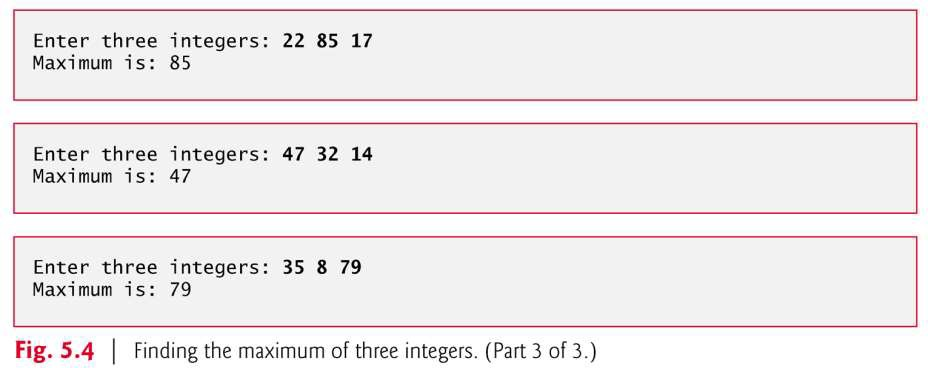 Enter three integers: 22 85 17
Maximum is: 85
Enter three integers: 47 32 14
Maximum is: 47
Enter three integers: 35 8 79
Maximum is: 79
Fig. 5.4 | Finding the maximum of three integers. (Part 3 of 3.)